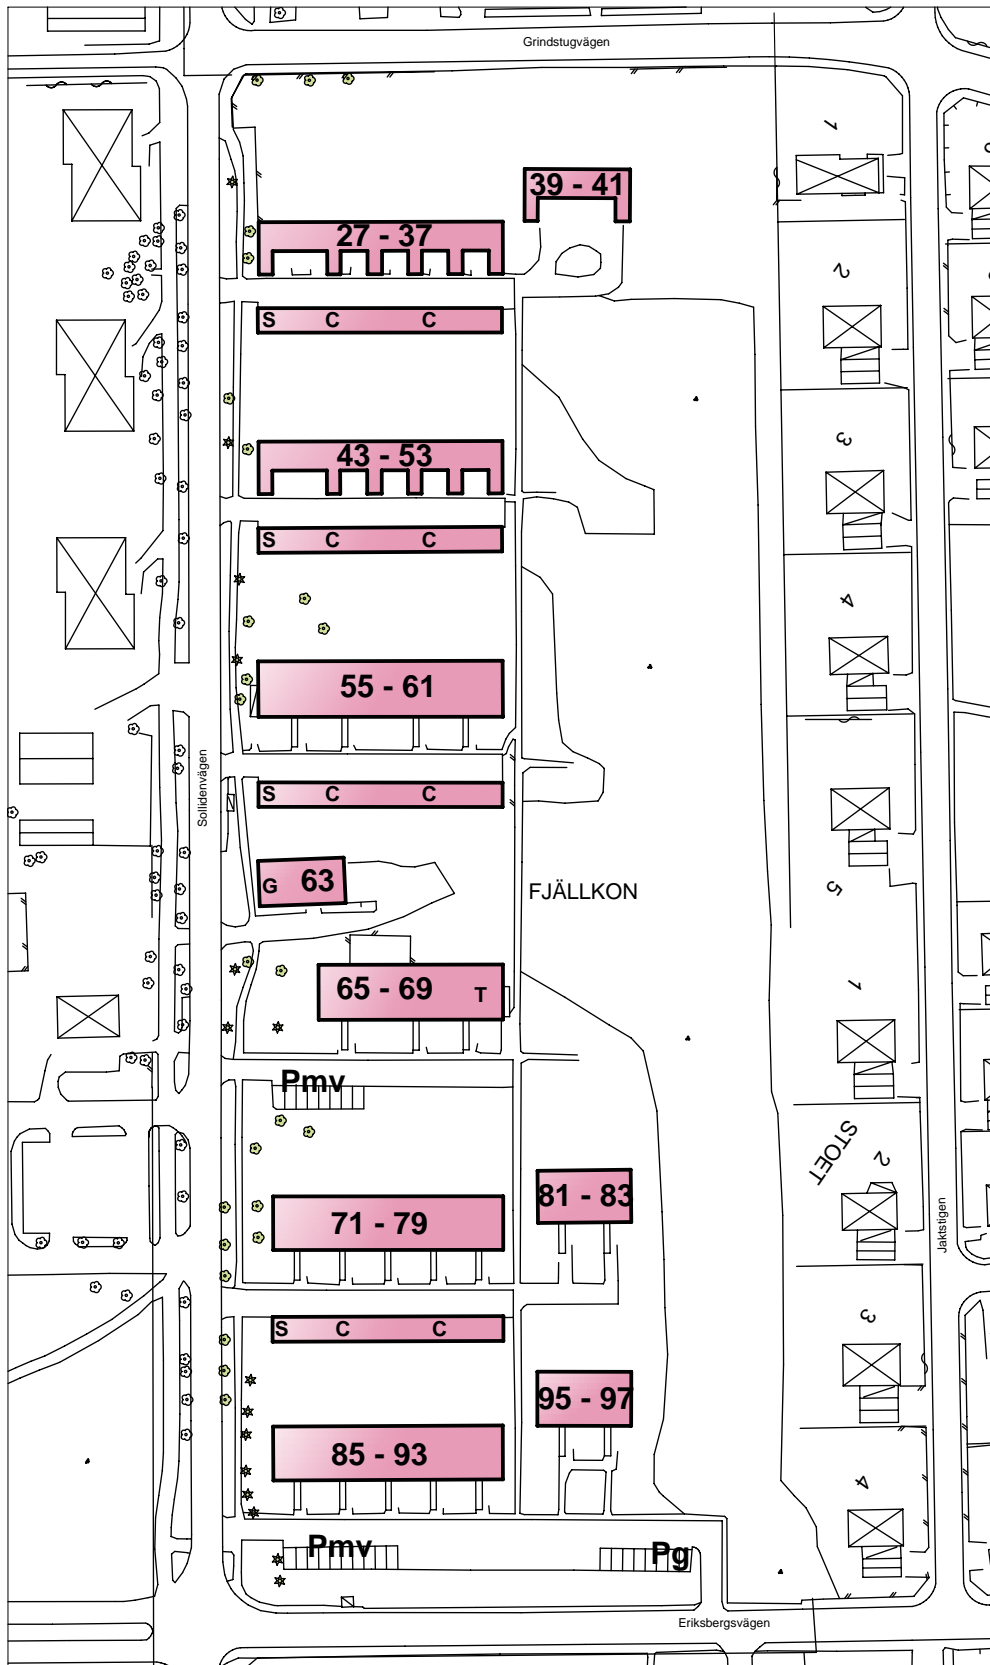 Grindstugvägen
1
39 - 41
27 - 37
2
S C C
3
43 - 53
S C C
4
55 - 61
Sollidenvägen
S C C
5
G 63
FJÄLLKON
65 - 69 T
1
Pmv
STOET
2
81 - 83
71 - 79
Jaktstigen
3
S C C
95 - 97
85 - 93
4
Pmv
Pg
Eriksbergsvägen